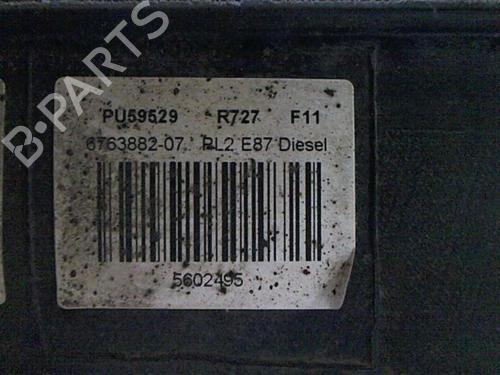 B-PARTS
PU59529 R727 F11
6763882-07. PL2 E87 Diesel
5602495